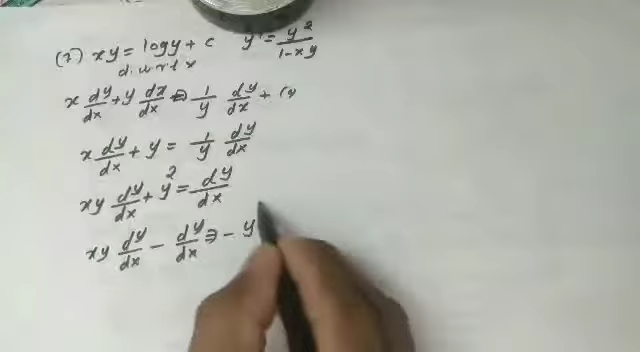 (7) xy = logy + c y' = y²/1-xy
d.w.r.t x
x dy/dx + y dx/dx = 1/y dy/dx +
x dy/dx + y = 1/y dy/dx
xy dy/dx + y² = dy/dx
xy dy/dx - dy/dx = - y